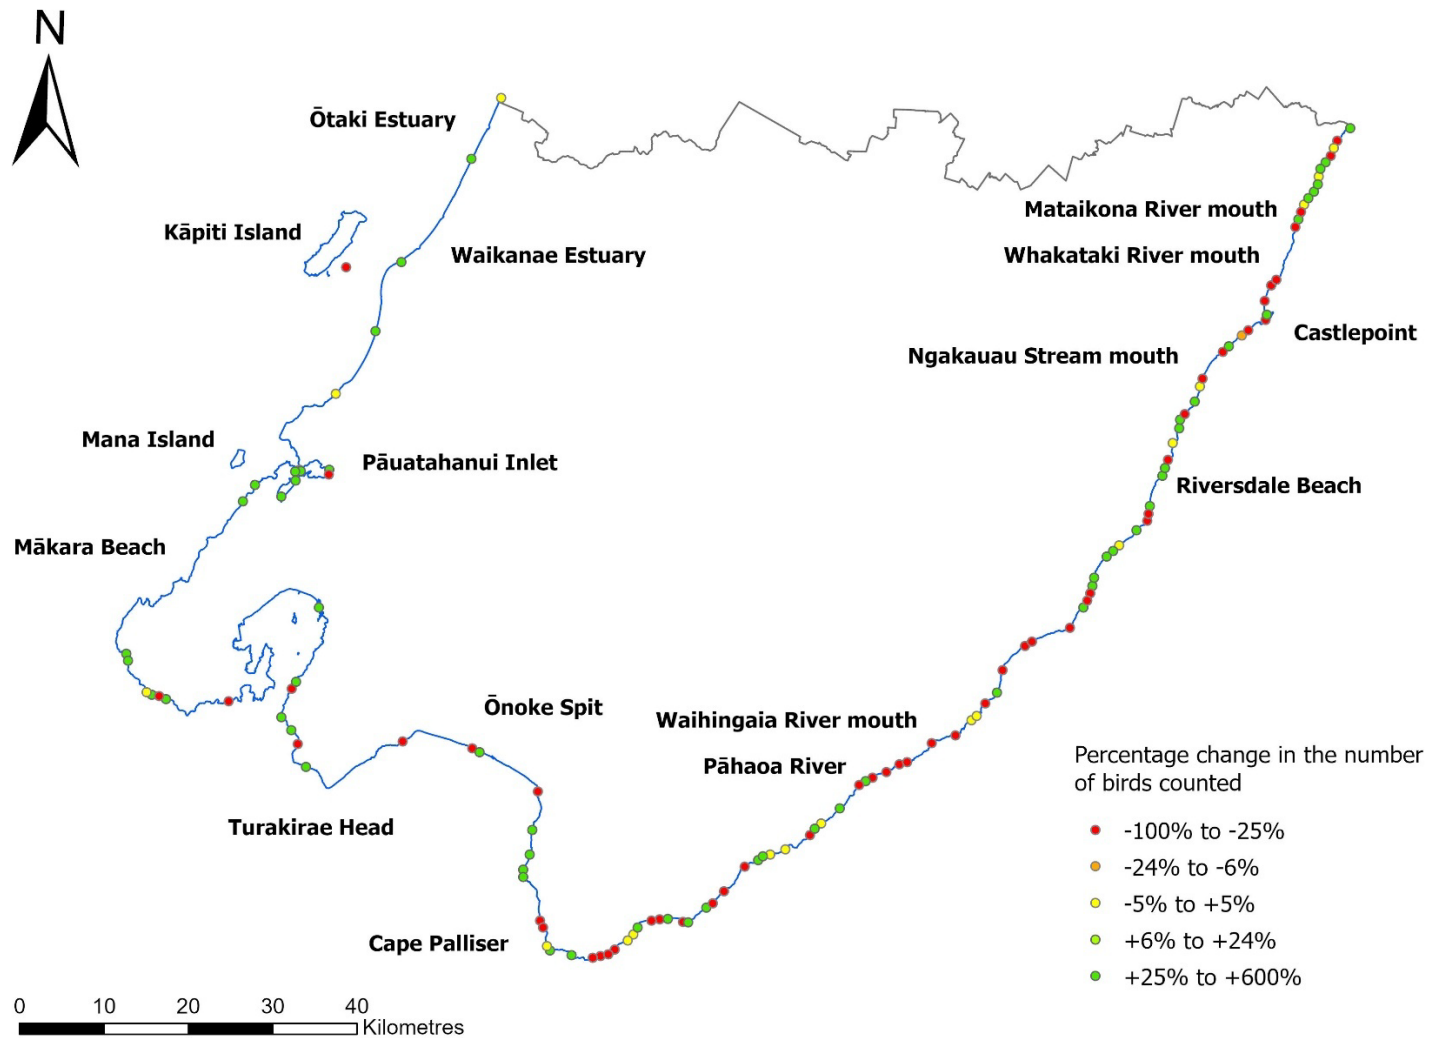 N
Ōtaki Estuary
Kāpiti Island
Waikanae Estuary
Mataikona River mouth
Whakataki River mouth
Castlepoint
Ngakauau Stream mouth
Mana Island
Pāuatahanui Inlet
Riversdale Beach
Mākara Beach
Ōnoke Spit
Waihingaia River mouth
Pāhaoa River
Turakirae Head
Cape Palliser
Percentage change in the number
of birds counted
-100% to -25%
-24% to -6%
-5% to +5%
+6% to +24%
+25% to +600%
0 10 20 30 40
Kilometres